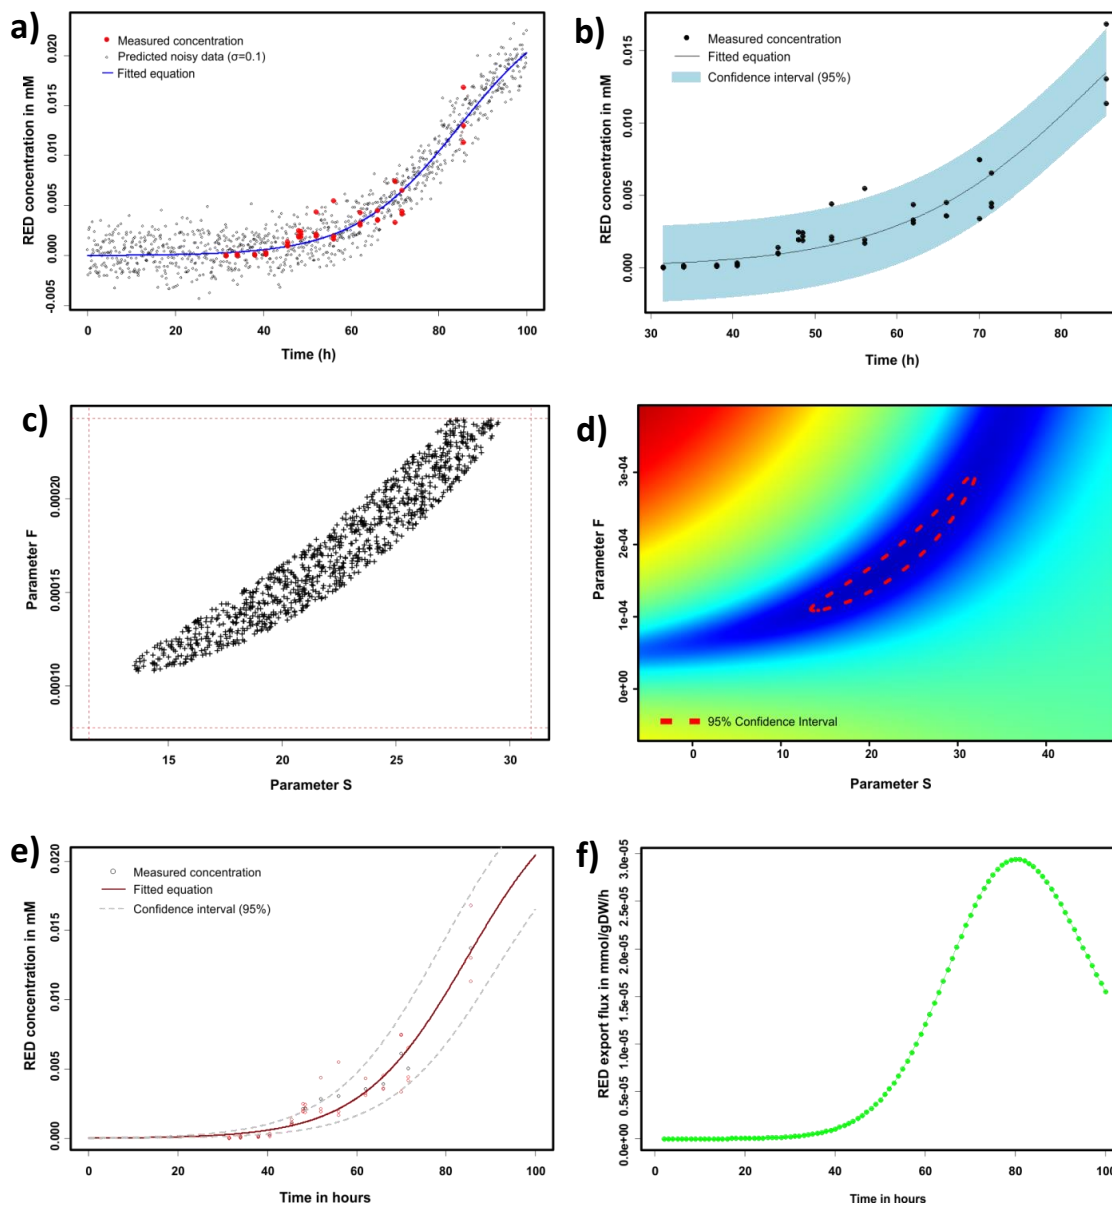 a)
RED concentration in mM
0.020
0.015
0.010
0.005
0.000
-0.005
Measured concentration
Predicted noisy data (σ=0.1)
Fitted equation
0 20 40 60 80 100
Time (h)
b)
RED concentration in mM
0.015
0.010
0.005
0.000
Measured concentration
Fitted equation
Confidence interval (95%)
30 40 50 60 70 80
Time (h)
c)
Parameter F
0.00020
0.00015
0.00010
15 20 25 30
Parameter S
d)
Parameter F
3e-04
2e-04
1e-04
0e+00
95% Confidence Interval
0 10 20 30 40
Parameter S
e)
RED concentration in mM
0.020
0.015
0.010
0.005
0.000
Measured concentration
Fitted equation
Confidence interval (95%)
0 20 40 60 80 100
Time in hours
f)
RED export flux in mmol/gDW/h
3.0e-05
2.5e-05
2.0e-05
1.5e-05
1.0e-05
0.5e-05
0.0e+00
0 20 40 60 80 100
Time in hours